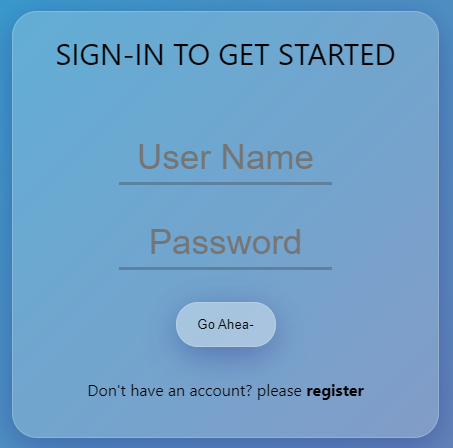 SIGN-IN TO GET STARTED
User Name
Password
Go Ahea-
Don't have an account? please register